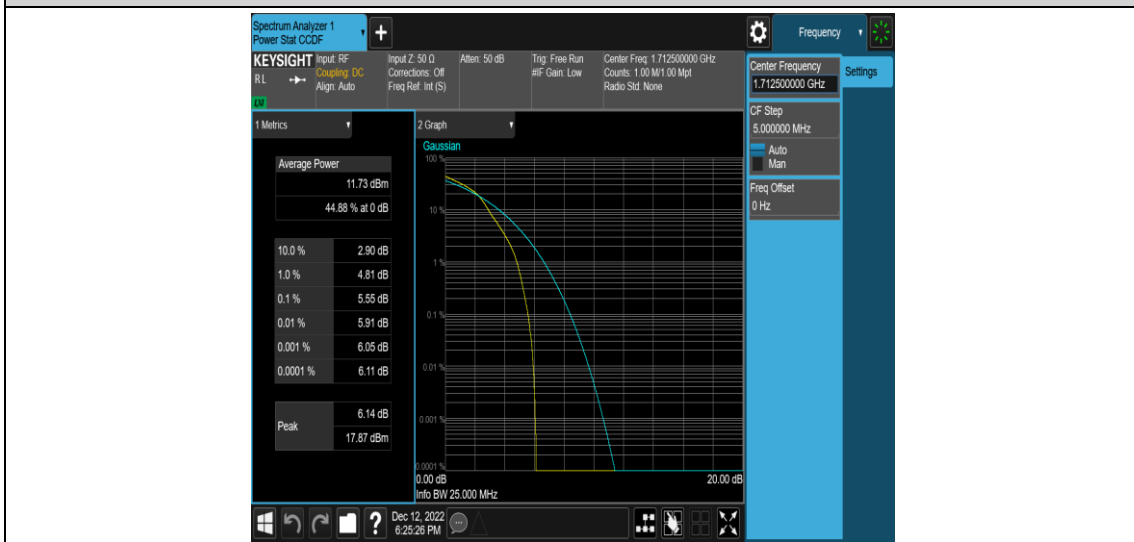 Spectrum Analyzer 1
Power Stat CCDF
+
Frequency
KEYSIGHT
RL
Input: RF
Coupling: DC
Align: Auto
Input Z: 50 Ω
Corrections: Off
Freq Ref: Int (S)
Atten: 50 dB
Trig: Free Run
#IF Gain: Low
Center Freq: 1.712500000 GHz
Counts: 1.00 M/1.00 Mpt
Radio Std: None
Center Frequency
1.712500000 GHz
Settings
CF Step
5.000000 MHz
Auto
Man
Freq Offset
0 Hz
1 Metrics
Average Power
11.73 dBm
44.88 % at 0 dB
10.0 % 2.90 dB
1.0 % 4.81 dB
0.1 % 5.55 dB
0.01 % 5.91 dB
0.001 % 6.05 dB
0.0001 % 6.11 dB
Peak 6.14 dB
17.87 dBm
2 Graph
Gaussian
100 %
10 %
1 %
0.1 %
0.01 %
0.001 %
0.0001 %
0.00 dB 20.00 dB
Info BW 25.000 MHz
?
Dec 12, 2022
6:25:26 PM